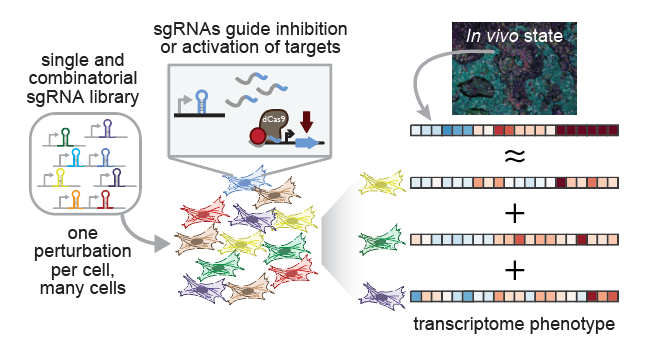 single and
combinatorial
sgRNA library
one
perturbation
per cell,
many cells
sgRNAs guide inhibition
or activation of targets
dCas9
In vivo state
≈
+
+
transcriptome phenotype